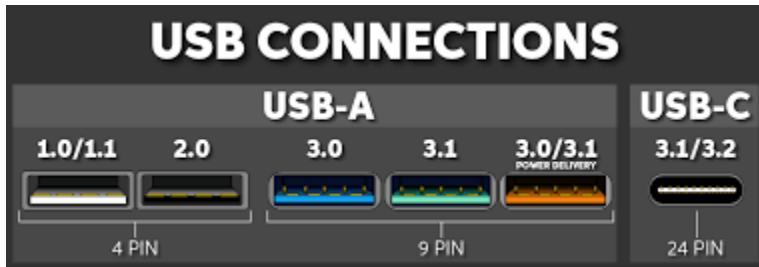 USB CONNECTIONS
USB-A
USB-C
1.0/1.1
2.0
3.0
3.1
3.0/3.1
POWER DELIVERY
3.1/3.2
4 PIN
9 PIN
24 PIN